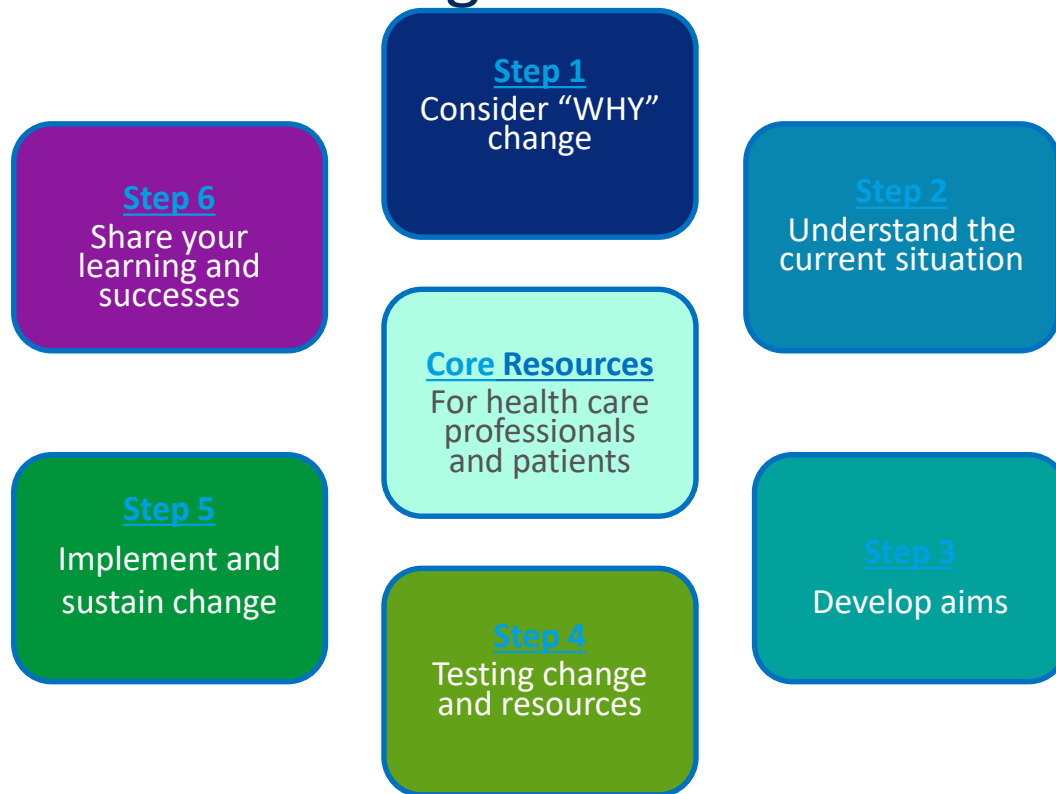 Step 1
Consider “WHY”
change
Step 2
Understand the
current situation
Step 3
Develop aims
Step 4
Testing change
and resources
Step 5
Implement and
sustain change
Step 6
Share your
learning and
successes
Core Resources
For health care
professionals
and patients